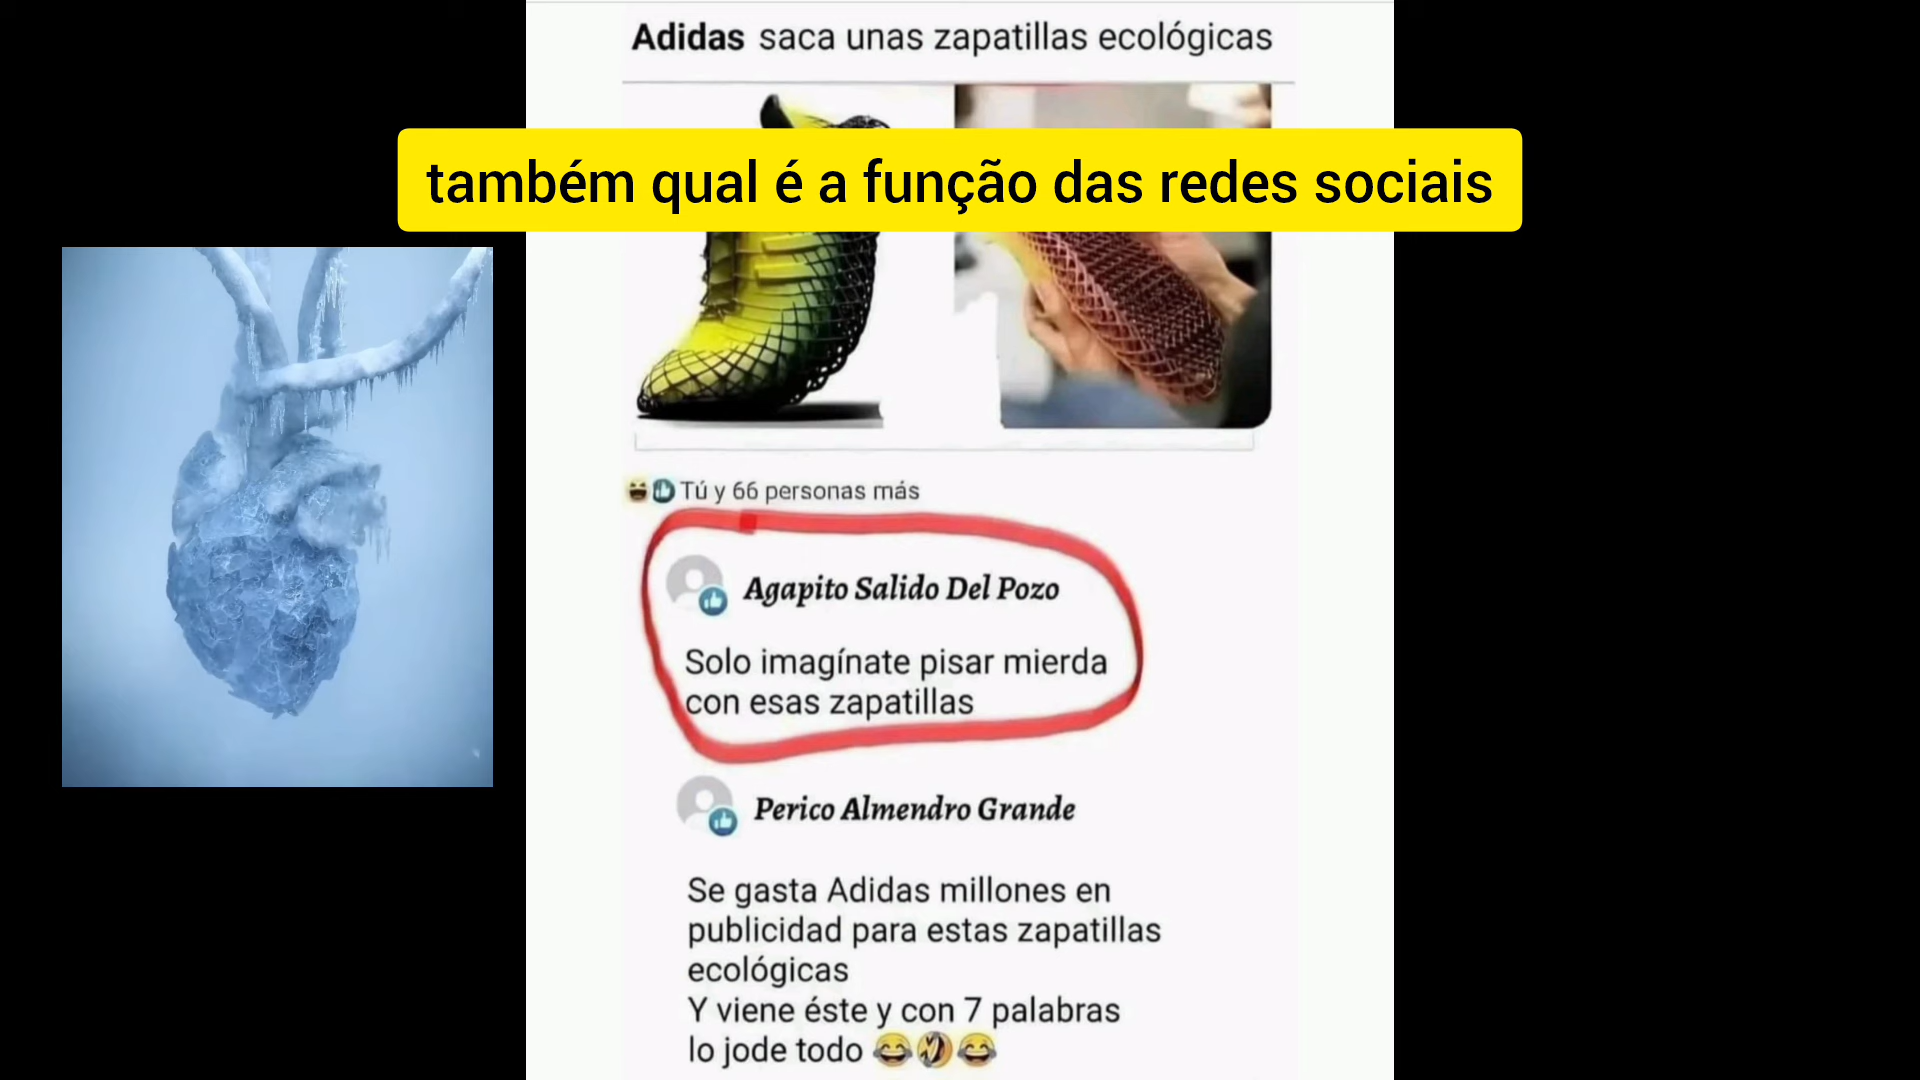 Adidas saca unas zapatillas ecológicas
também qual é a função das redes sociais
Tú y 66 personas más
Agapito Salido Del Pozo
Solo imagínate pisar mierda
con esas zapatillas
Perico Almendro Grande
Se gasta Adidas millones en
publicidad para estas zapatillas
ecológicas
Y viene éste y con 7 palabras
lo jode todo 😂🤣😂